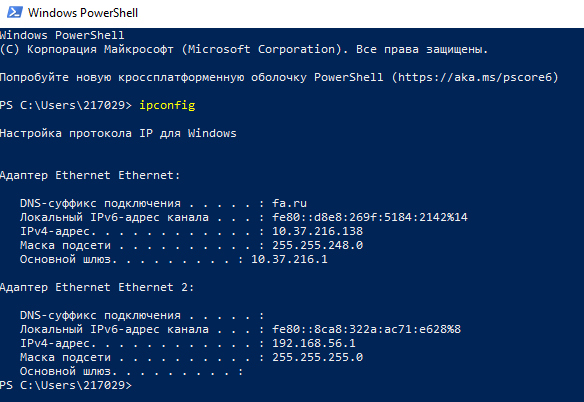 Windows PowerShell
Windows PowerShell
(C) Корпорация Майкрософт (Microsoft Corporation). Все права защищены.
Попробуйте новую кроссплатформенную оболочку PowerShell (https://aka.ms/pscore6)
PS C:\Users\217029> ipconfig
Настройка протокола IP для Windows
Адаптер Ethernet Ethernet:
DNS-суффикс подключения . . . . . : fa.ru
Локальный IPv6-адрес канала . . . : fe80::d8e8:269f:5184:2142%14
IPv4-адрес. . . . . . . . . . . . : 10.37.216.138
Маска подсети . . . . . . . . . . : 255.255.248.0
Основной шлюз. . . . . . . . . : 10.37.216.1
Адаптер Ethernet Ethernet 2:
DNS-суффикс подключения . . . . . :
Локальный IPv6-адрес канала . . . : fe80::8ca8:322a:ac71:e628%8
IPv4-адрес. . . . . . . . . . . . : 192.168.56.1
Маска подсети . . . . . . . . . . : 255.255.255.0
Основной шлюз. . . . . . . . . :
PS C:\Users\217029>